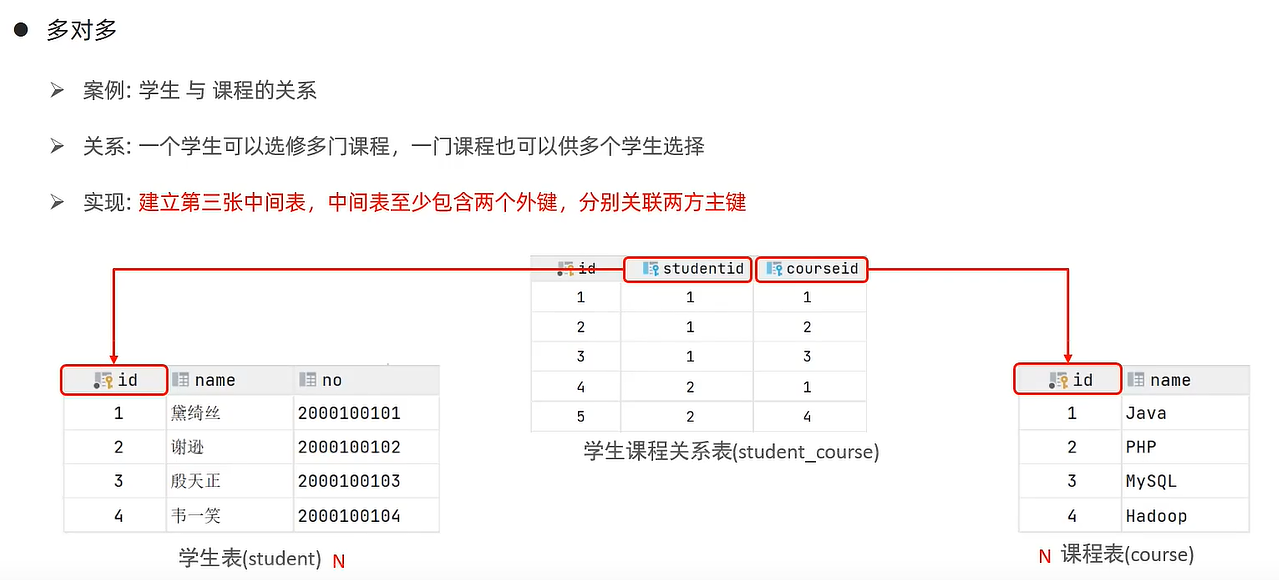 多对多
案例: 学生 与 课程的关系
关系: 一个学生可以选修多门课程，一门课程也可以供多个学生选择
实现: 建立第三张中间表，中间表至少包含两个外键，分别关联两方主键
id studentid courseid
1 1 1
2 1 2
3 1 3
4 2 1
5 2 4
学生课程关系表(student_course)
id name no
1 黛绮丝 2000100101
2 谢逊 2000100102
3 殷天正 2000100103
4 韦一笑 2000100104
学生表(student) N
id name
1 Java
2 PHP
3 MySQL
4 Hadoop
N 课程表(course)